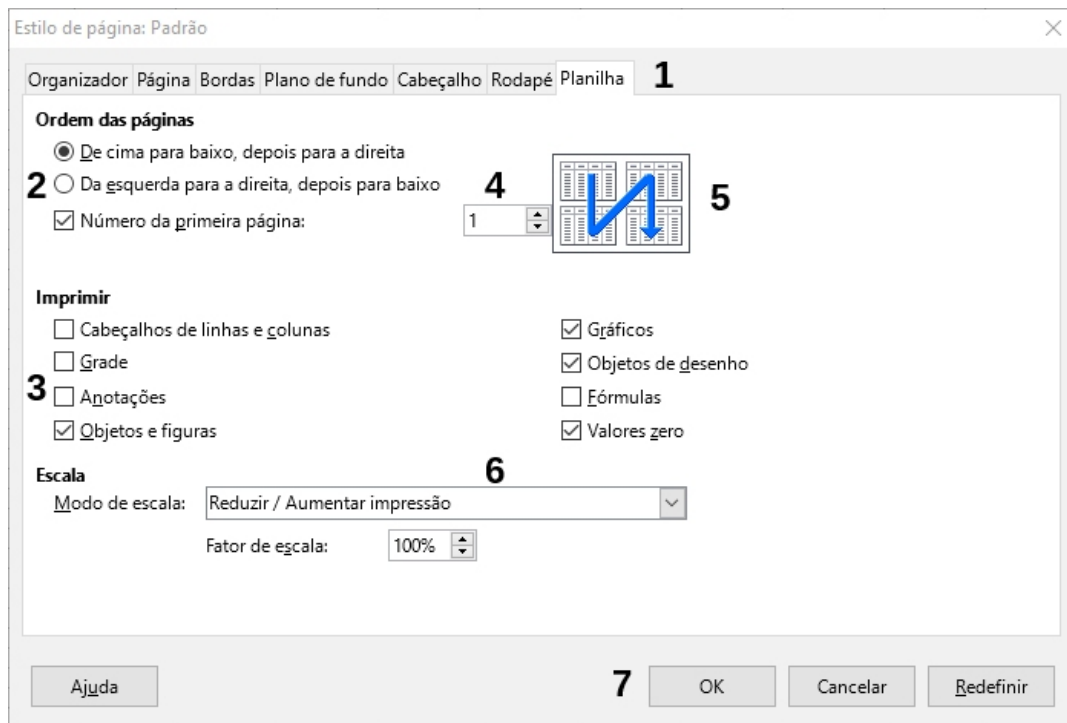 Estilo de página: Padrão
Organizador Página Bordas Plano de fundo Cabeçalho Rodapé Planilha 1
Ordem das páginas
De cima para baixo, depois para a direita
2 Da esquerda para a direita, depois para baixo 4 5
Número da primeira página: 1
Imprimir
Cabeçalhos de linhas e colunas Gráficos
Grade Objetos de desenho
3 Anotações Fórmulas
Objetos e figuras Valores zero
Escala 6
Modo de escala: Reduzir / Aumentar impressão
Fator de escala: 100%
Ajuda 7 OK Cancelar Redefinir